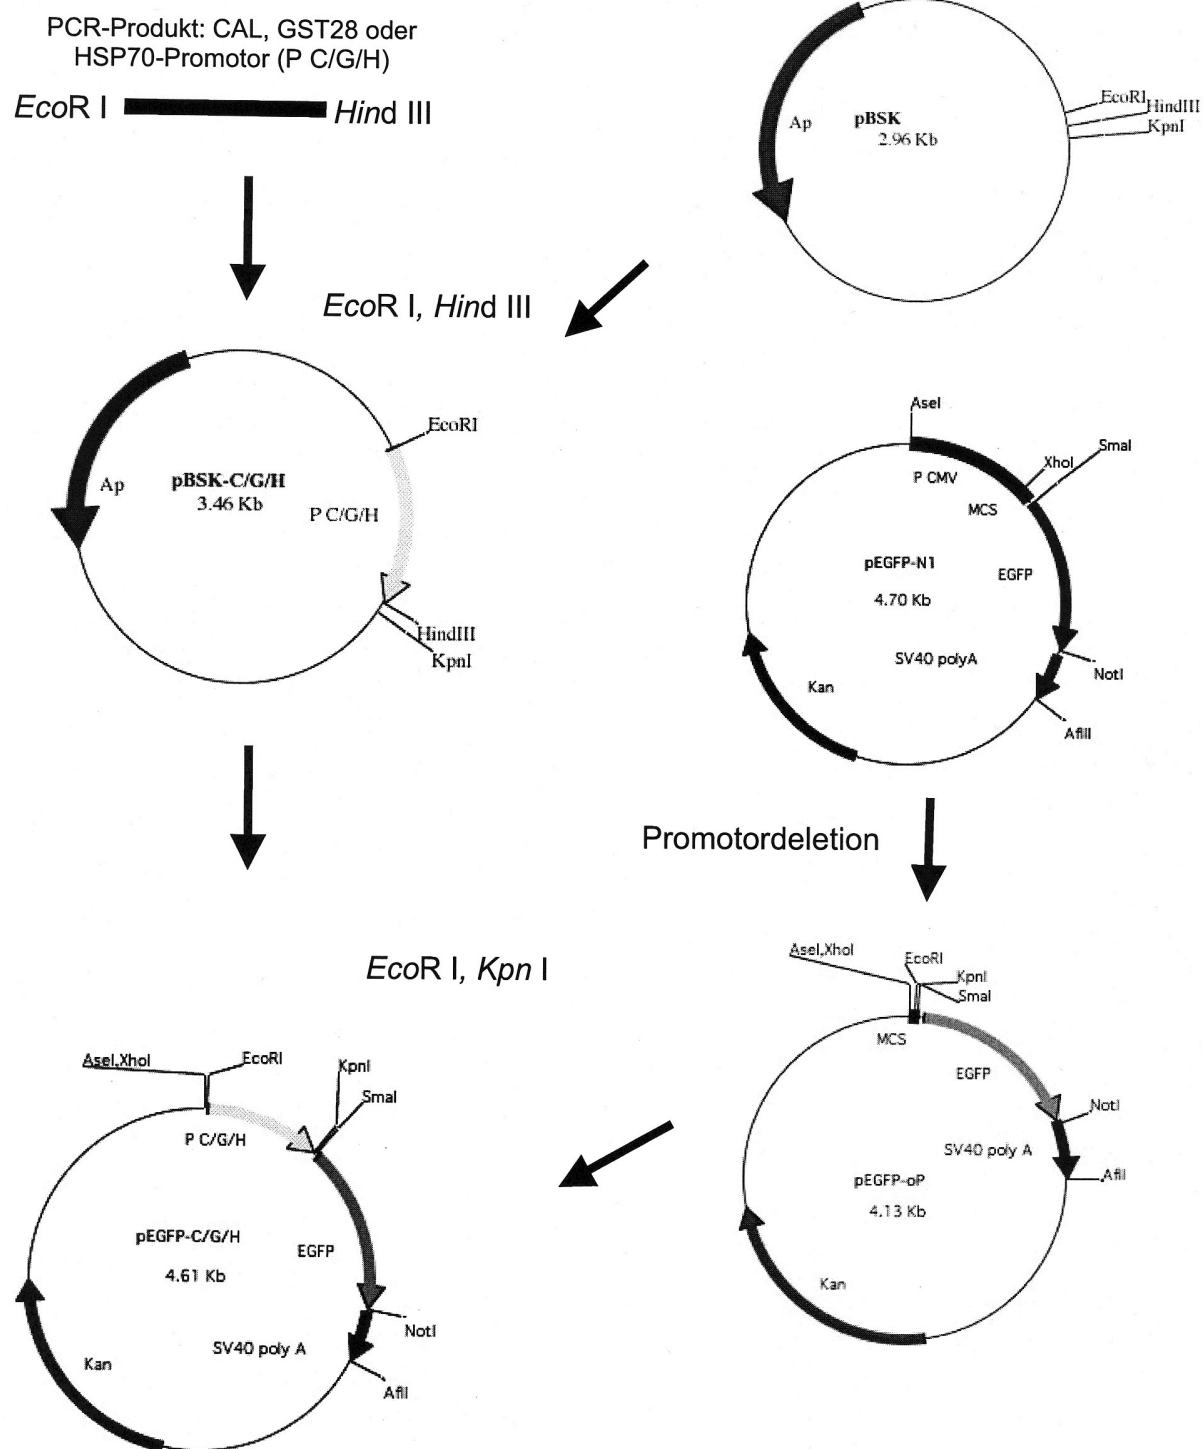 PCR-Produkt: CAL, GST28 oder
HSP70-Promotor (P C/G/H)
EcoR I
Hind III
Ap
pBSK
2.96 Kb
EcoRI
HindIII
KpnI
EcoR I, Hind III
EcoRI
Ap
pBSK-C/G/H
3.46 Kb
P C/G/H
HindIII
KpnI
AseI
XhoI
SmaI
P CMV
MCS
pEGFP-N1
4.70 Kb
EGFP
SV40 polyA
Kan
NotI
AflII
Promotordeletion
EcoR I, Kpn I
AseI,XhoI
EcoRI
KpnI
SmaI
MCS
EGFP
NotI
SV40 poly A
AflI
pEGFP-oP
4.13 Kb
Kan
AseI,XhoI
EcoRI
KpnI
SmaI
P C/G/H
pEGFP-C/G/H
4.61 Kb
EGFP
NotI
SV40 poly A
AflI
Kan